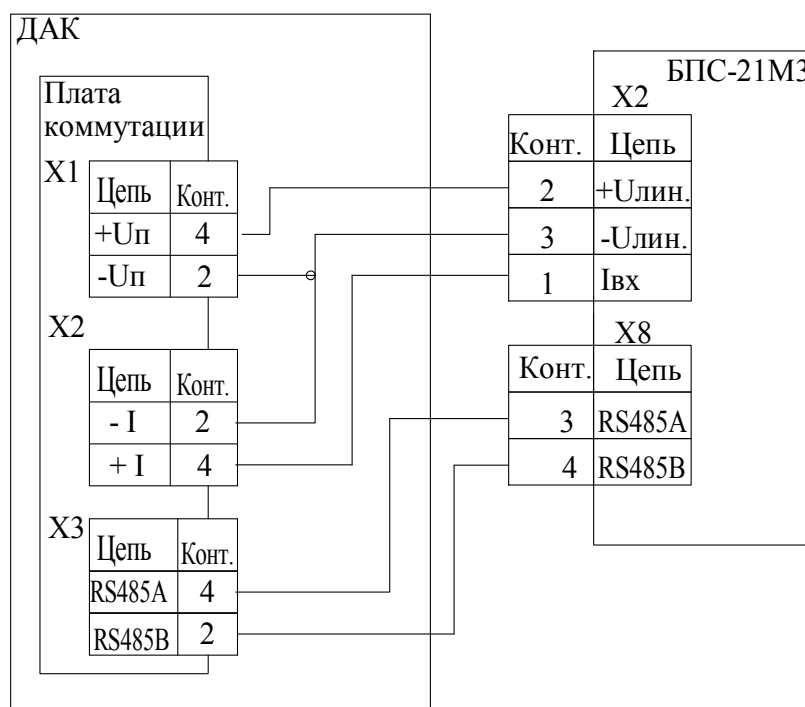 ДАК
Плата
коммутации
X1
Цепь Конт.
+Uп 4
-Uп 2
X2
Цепь Конт.
- I 2
+ I 4
X3
Цепь Конт.
RS485A 4
RS485B 2
БПС-21М3
X2
Конт. Цепь
2 +Uлин.
3 -Uлин.
1 Iвх
X8
Конт. Цепь
3 RS485A
4 RS485B